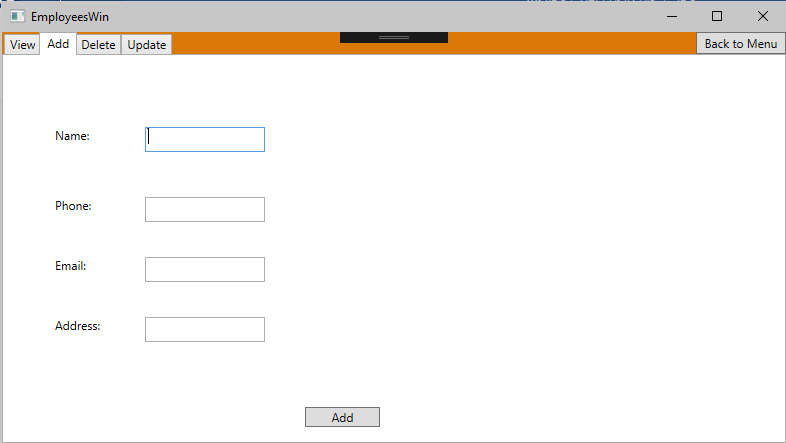 EmployeesWin
View Add Delete Update Back to Menu
Name:
Phone:
Email:
Address:
Add